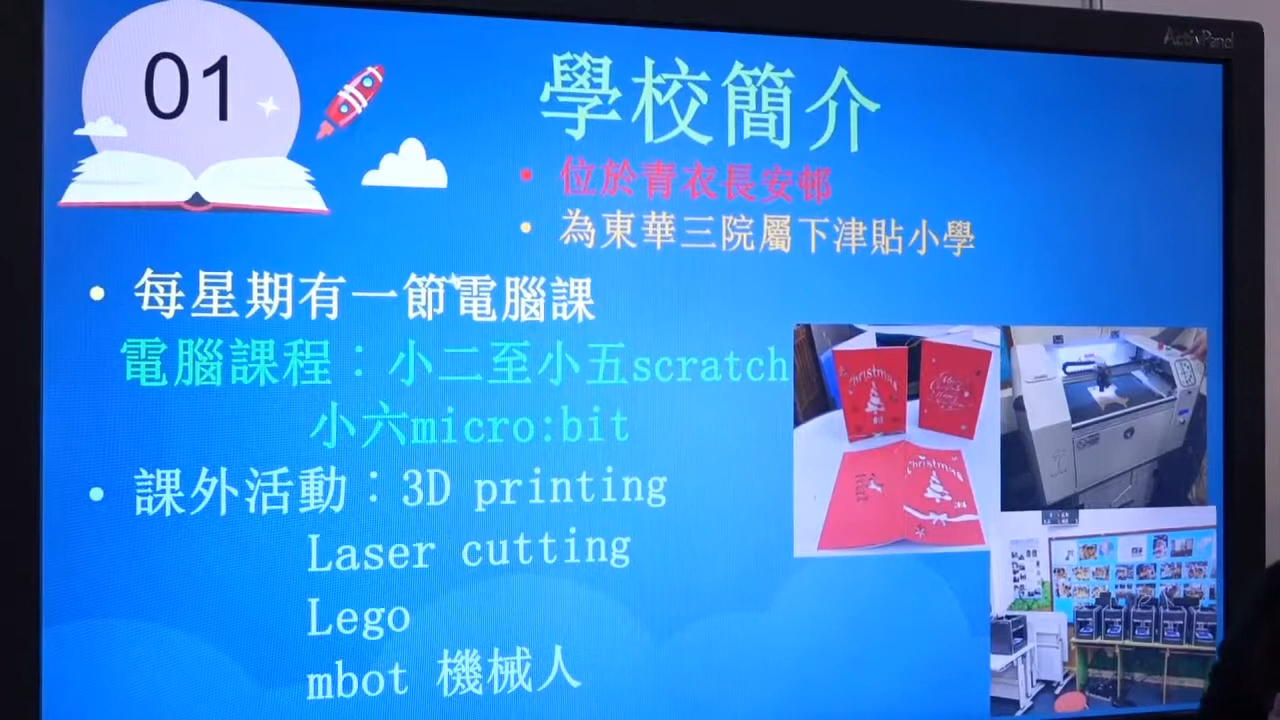 ActivPanel
01
學校簡介
• 位於青衣長安邨
• 為東華三院屬下津貼小學
• 每星期有一節電腦課
電腦課程：小二至小五scratch
小六micro:bit
• 課外活動：3D printing
Laser cutting
Lego
mbot 機械人
Christmas
Christmas